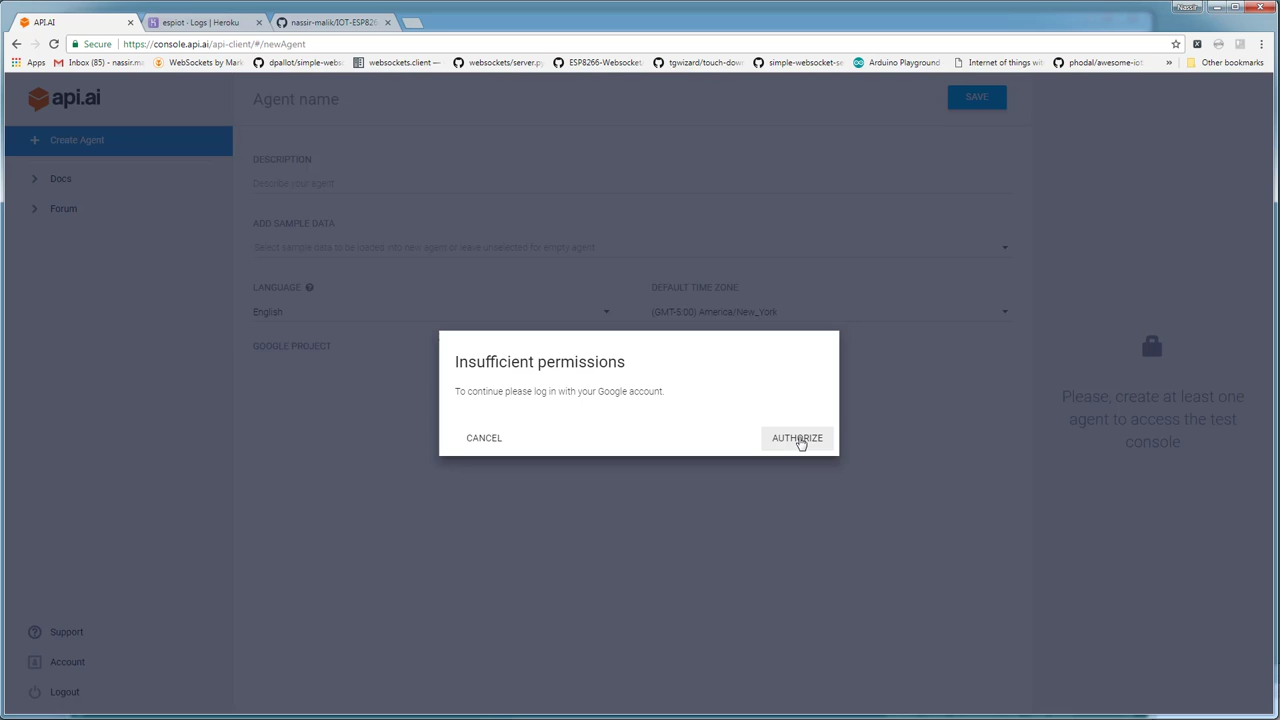 Nassir
API.AI
espiot · Logs | Heroku
nassir-malik/IOT-ESP826
Secure
https://console.api.ai/api-client/#/newAgent
Apps
Inbox (85) - nassir.m
WebSockets by Mark
dpallot/simple-webs
websockets.client —
websockets/server.p
ESP8266-Websocket
tgwizard/touch-dow
simple-websocket-se
Arduino Playground
Internet of things wi
phodal/awesome-iot
»
Other bookmarks
api.ai
Agent name
SAVE
Create Agent
Docs
Forum
DESCRIPTION
Describe your agent
ADD SAMPLE DATA
Select sample data to be loaded into new agent or leave unselected for empty agent
LANGUAGE
DEFAULT TIME ZONE
English
(GMT-5:00) America/New_York
GOOGLE PROJECT
Insufficient permissions
To continue please log in with your Google account.
CANCEL
AUTHORIZE
Please, create at least one
agent to access the test
console
Support
Account
Logout